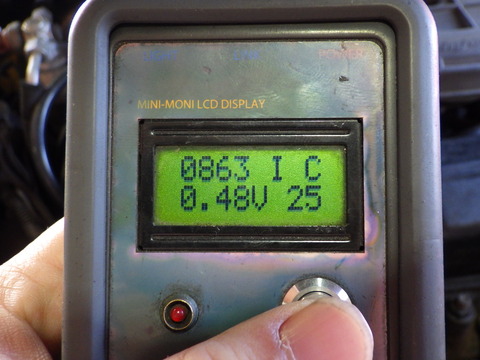 MINI-MONI LCD DISPLAY
0863 I C
0.48V 25